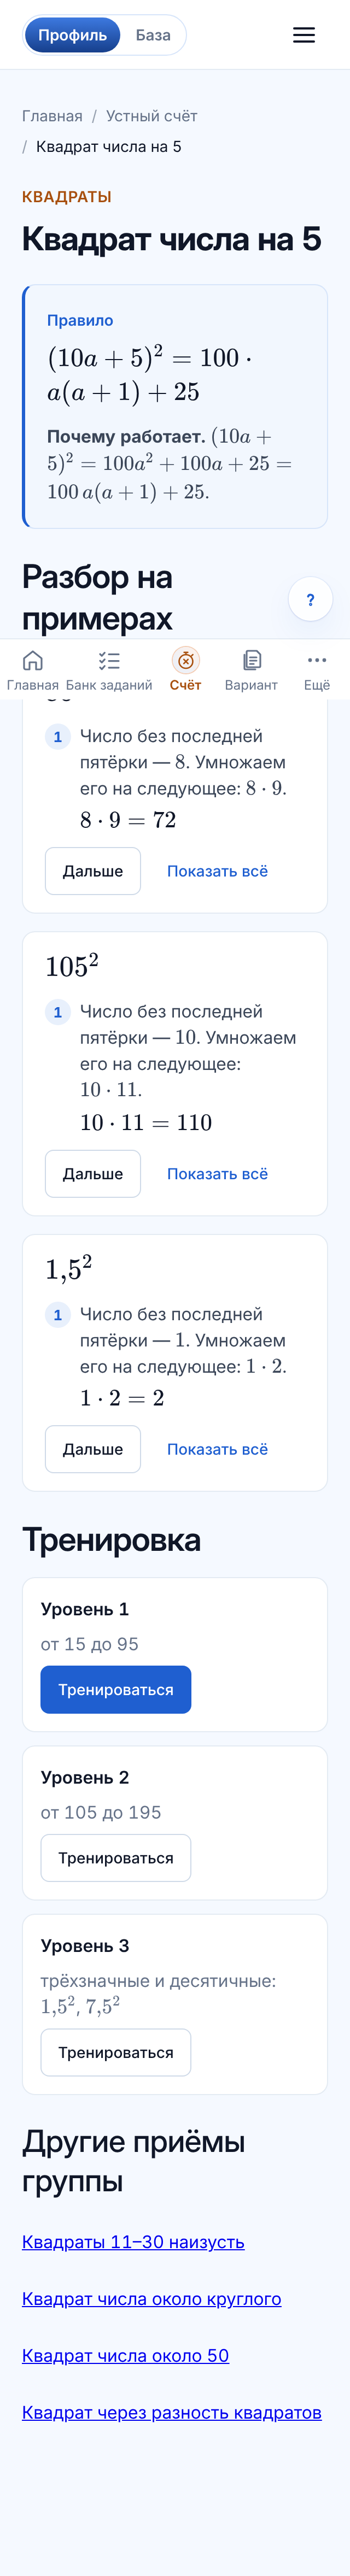 Профиль База
Главная / Устный счёт
/ Квадрат числа на 5
КВАДРАТЫ
Квадрат числа на 5
Правило
(10a + 5)² = 100 ·
a(a + 1) + 25
Почему работает. (10a +
5)² = 100a² + 100a + 25 =
100 a(a + 1) + 25.
Разбор на
примерах
?
Главная Банк заданий Счёт Вариант Ещё
1 Число без последней
пятёрки — 8. Умножаем
его на следующее: 8 · 9.
8 · 9 = 72
Дальше Показать всё
105²
1 Число без последней
пятёрки — 10. Умножаем
его на следующее:
10 · 11.
10 · 11 = 110
Дальше Показать всё
1,5²
1 Число без последней
пятёрки — 1. Умножаем
его на следующее: 1 · 2.
1 · 2 = 2
Дальше Показать всё
Тренировка
Уровень 1
от 15 до 95
Тренироваться
Уровень 2
от 105 до 195
Тренироваться
Уровень 3
трёхзначные и десятичные:
1,5², 7,5²
Тренироваться
Другие приёмы
группы
Квадраты 11–30 наизусть
Квадрат числа около круглого
Квадрат числа около 50
Квадрат через разность квадратов